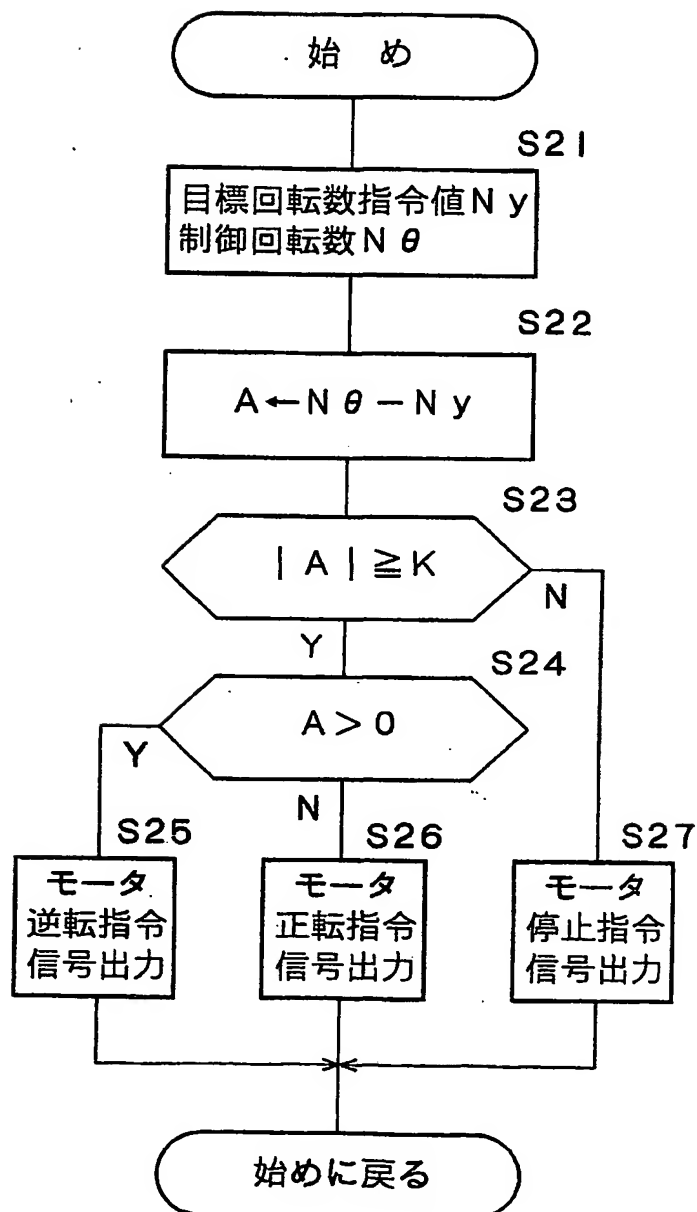 始 め
S21
目標回転数指令値Ny
制御回転数Nθ
S22
A←Nθ−Ny
S23
|A|≧K
N
Y
S24
A>0
Y
N
S25
モータ
逆転指令
信号出力
S26
モータ
正転指令
信号出力
S27
モータ
停止指令
信号出力
始めに戻る